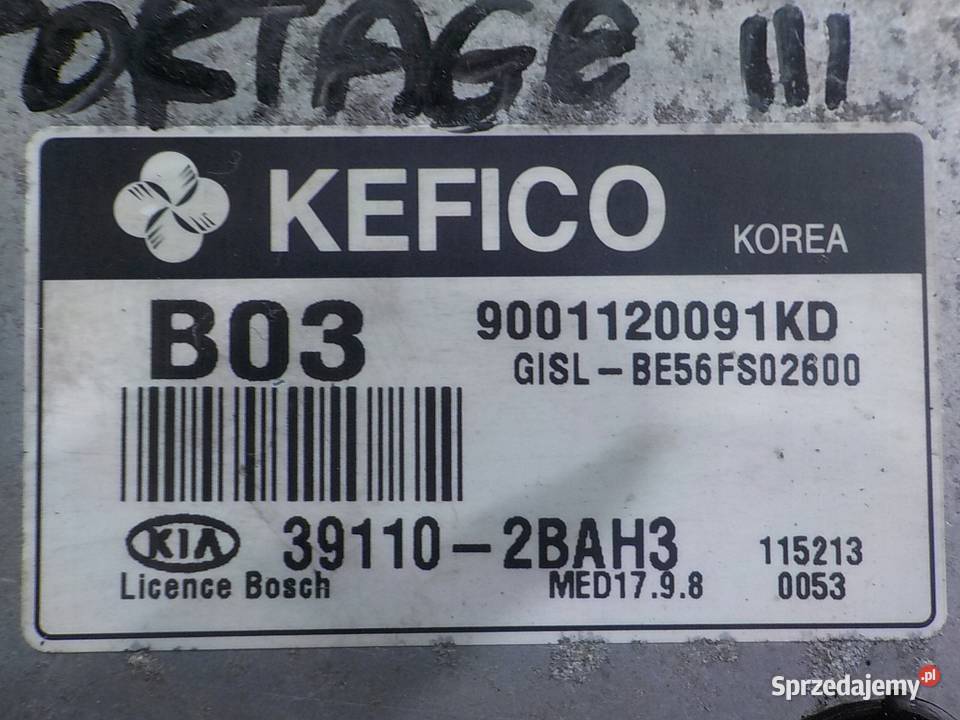 PORTAGE III
KEFICO KOREA
B03 9001120091KD
GISL-BE56FS02600
KIA 39110-2BAH3 115213
Licence Bosch MED17.9.8 0053
Sprzedajemy.pl